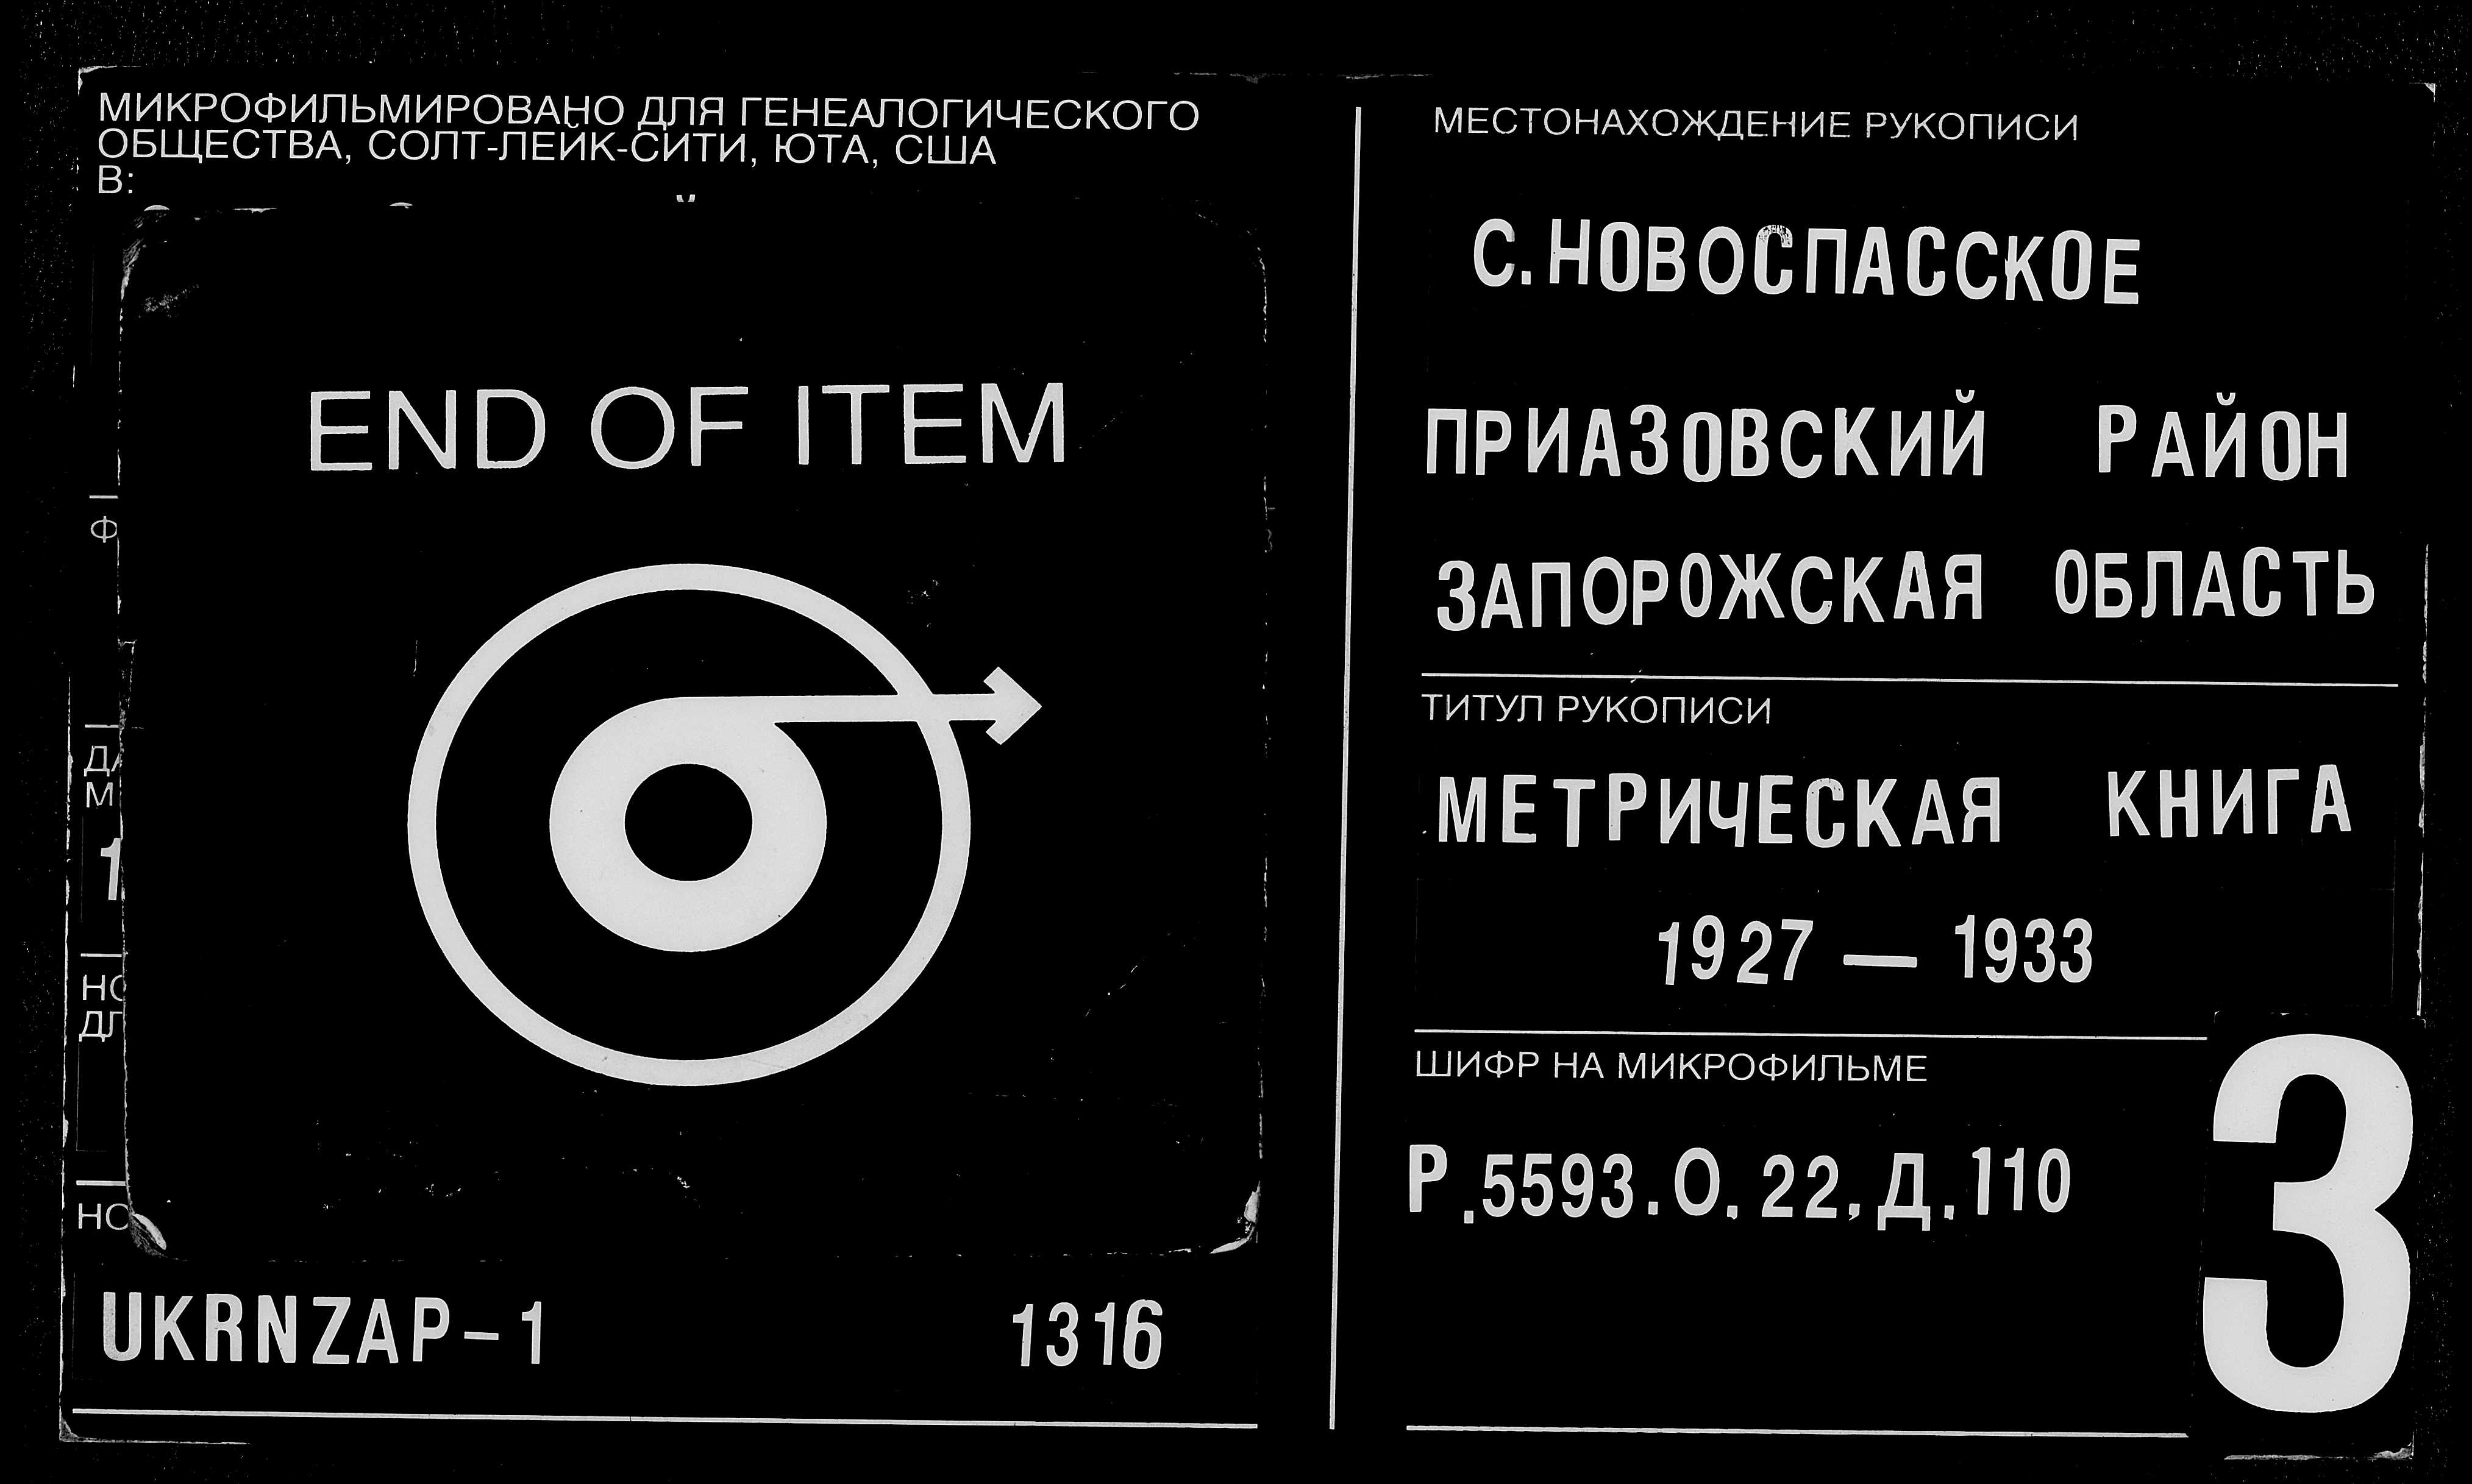 МИКРОФИЛЬМИРОВАНО ДЛЯ ГЕНЕАЛОГИЧЕСКОГО
ОБЩЕСТВА, СОЛТ-ЛЕЙК-СИТИ, ЮТА, США
В:
END OF ITEM
UKRNZAP-1 1316
МЕСТОНАХОЖДЕНИЕ РУКОПИСИ
С. НОВОСПАССКОЕ
ПРИАЗОВСКИЙ РАЙОН
ЗАПОРОЖСКАЯ ОБЛАСТЬ
ТИТУЛ РУКОПИСИ
МЕТРИЧЕСКАЯ КНИГА
1927 — 1933
ШИФР НА МИКРОФИЛЬМЕ
Р.5593.О.22,Д.110
3